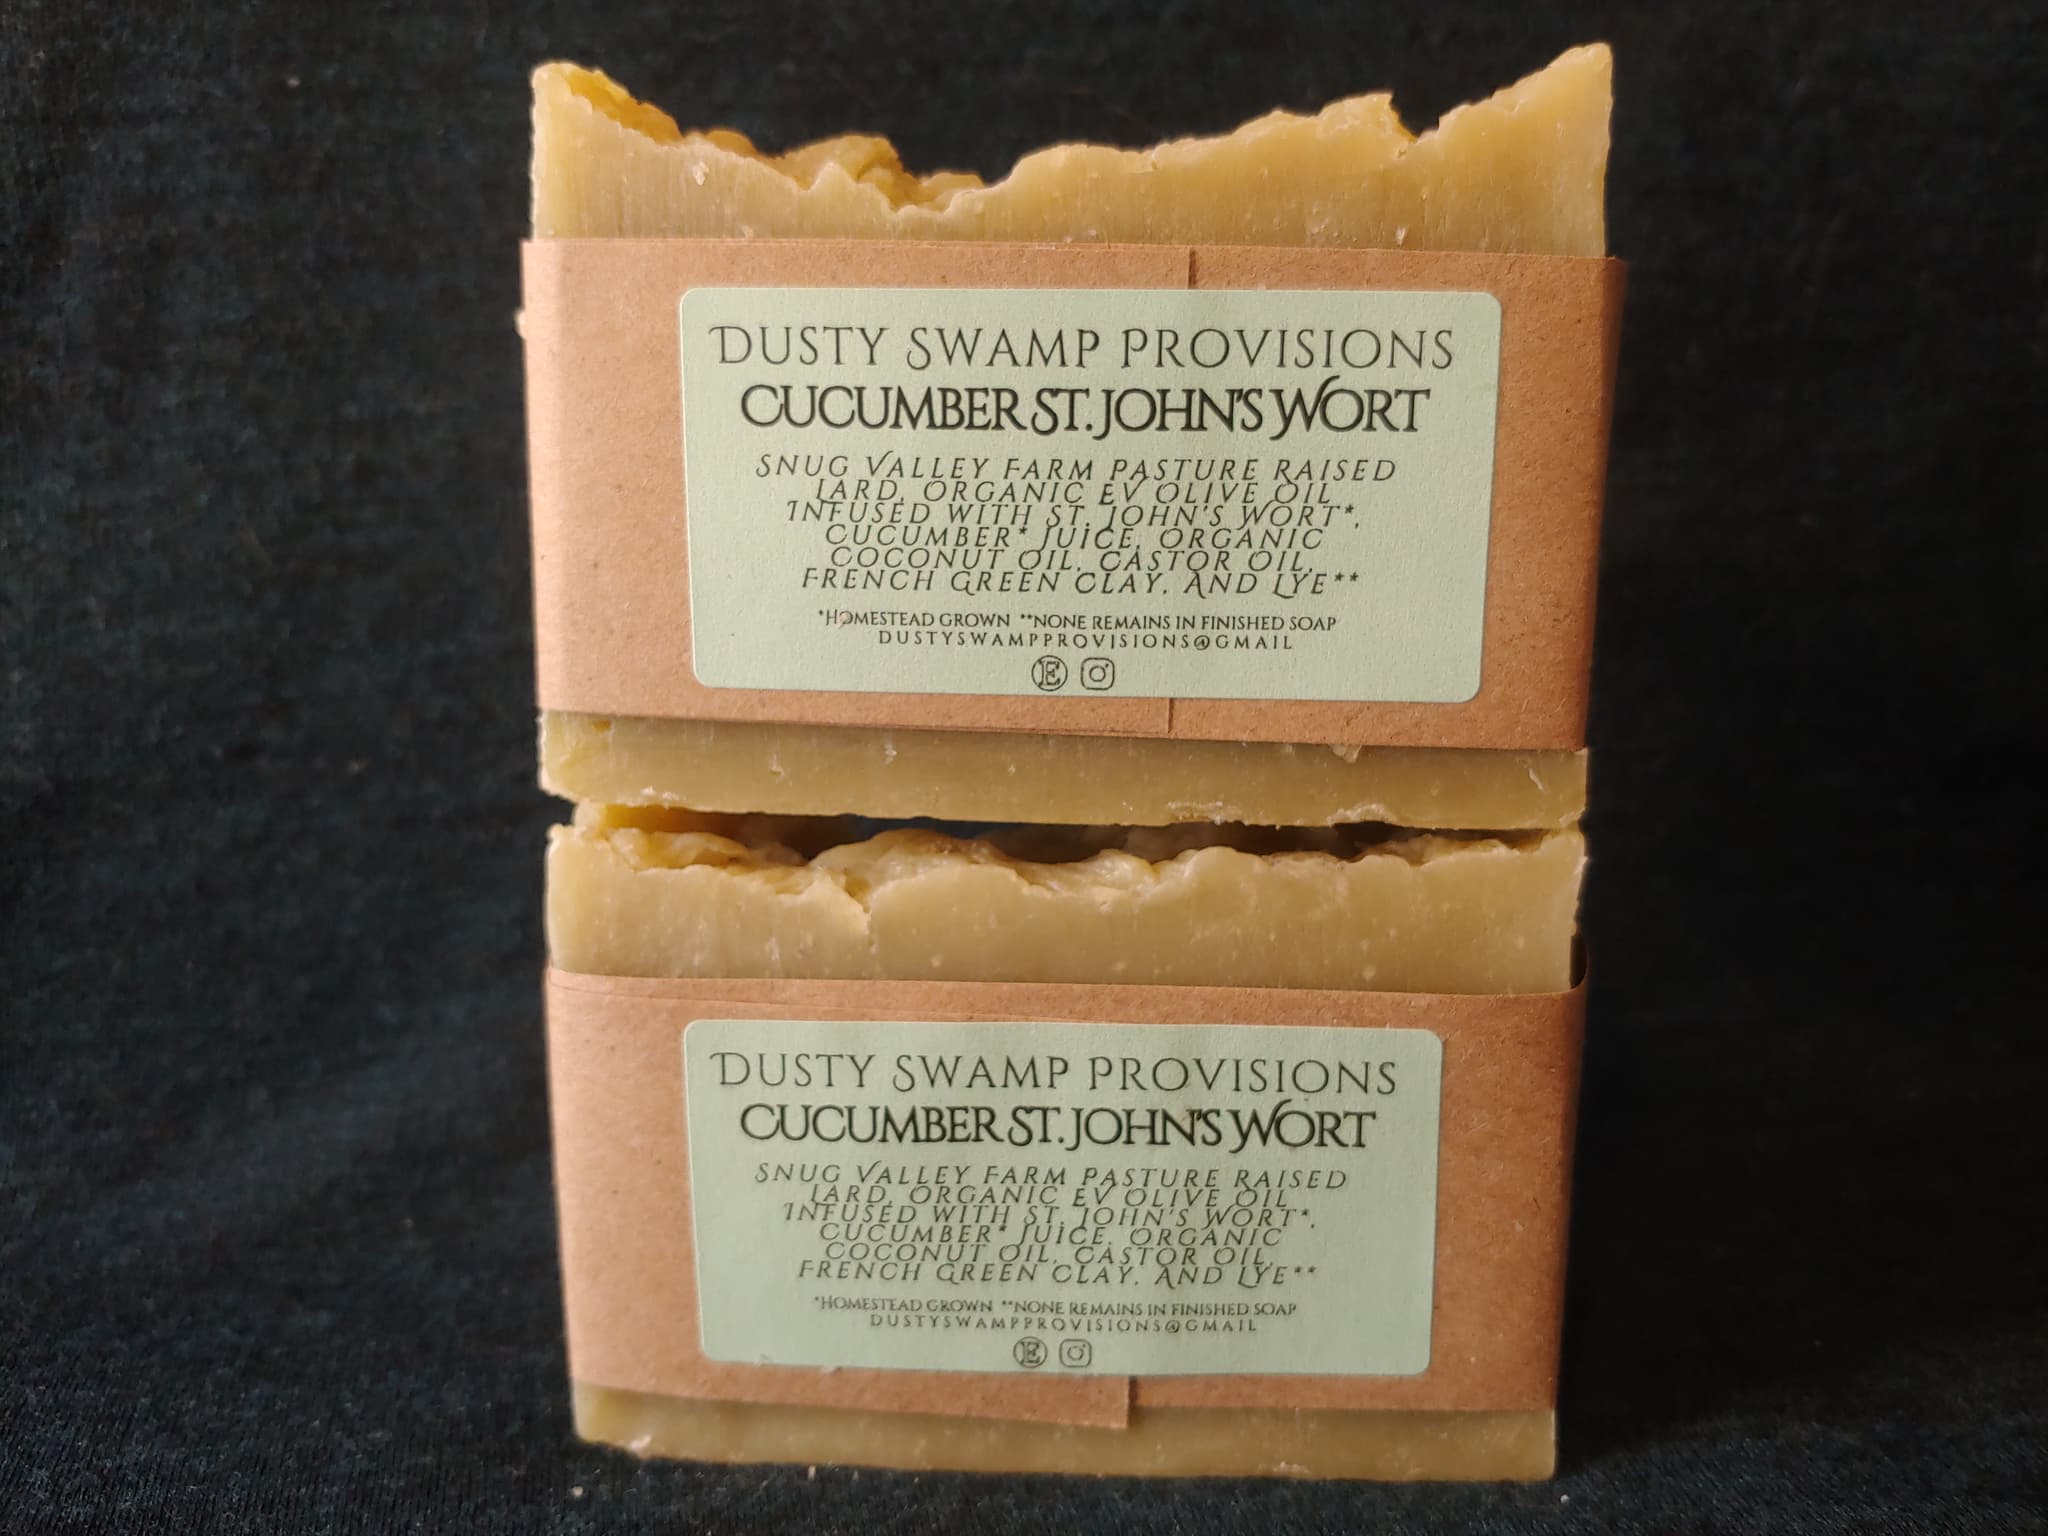 DUSTY SWAMP PROVISIONS
CUCUMBER ST. JOHN'S WORT
SNUG VALLEY FARM PASTURE RAISED
LARD, ORGANIC EV OLIVE OIL
INFUSED WITH ST. JOHN'S WORT*,
CUCUMBER* JUICE, ORGANIC
COCONUT OIL, CASTOR OIL,
FRENCH GREEN CLAY, AND LYE**
*HOMESTEAD GROWN **NONE REMAINS IN FINISHED SOAP
DUSTYSWAMPPROVISIONS@GMAIL
E
DUSTY SWAMP PROVISIONS
CUCUMBER ST. JOHN'S WORT
SNUG VALLEY FARM PASTURE RAISED
LARD, ORGANIC EV OLIVE OIL
INFUSED WITH ST. JOHN'S WORT*,
CUCUMBER* JUICE, ORGANIC
COCONUT OIL, CASTOR OIL,
FRENCH GREEN CLAY, AND LYE**
*HOMESTEAD GROWN **NONE REMAINS IN FINISHED SOAP
DUSTYSWAMPPROVISIONS@GMAIL
E